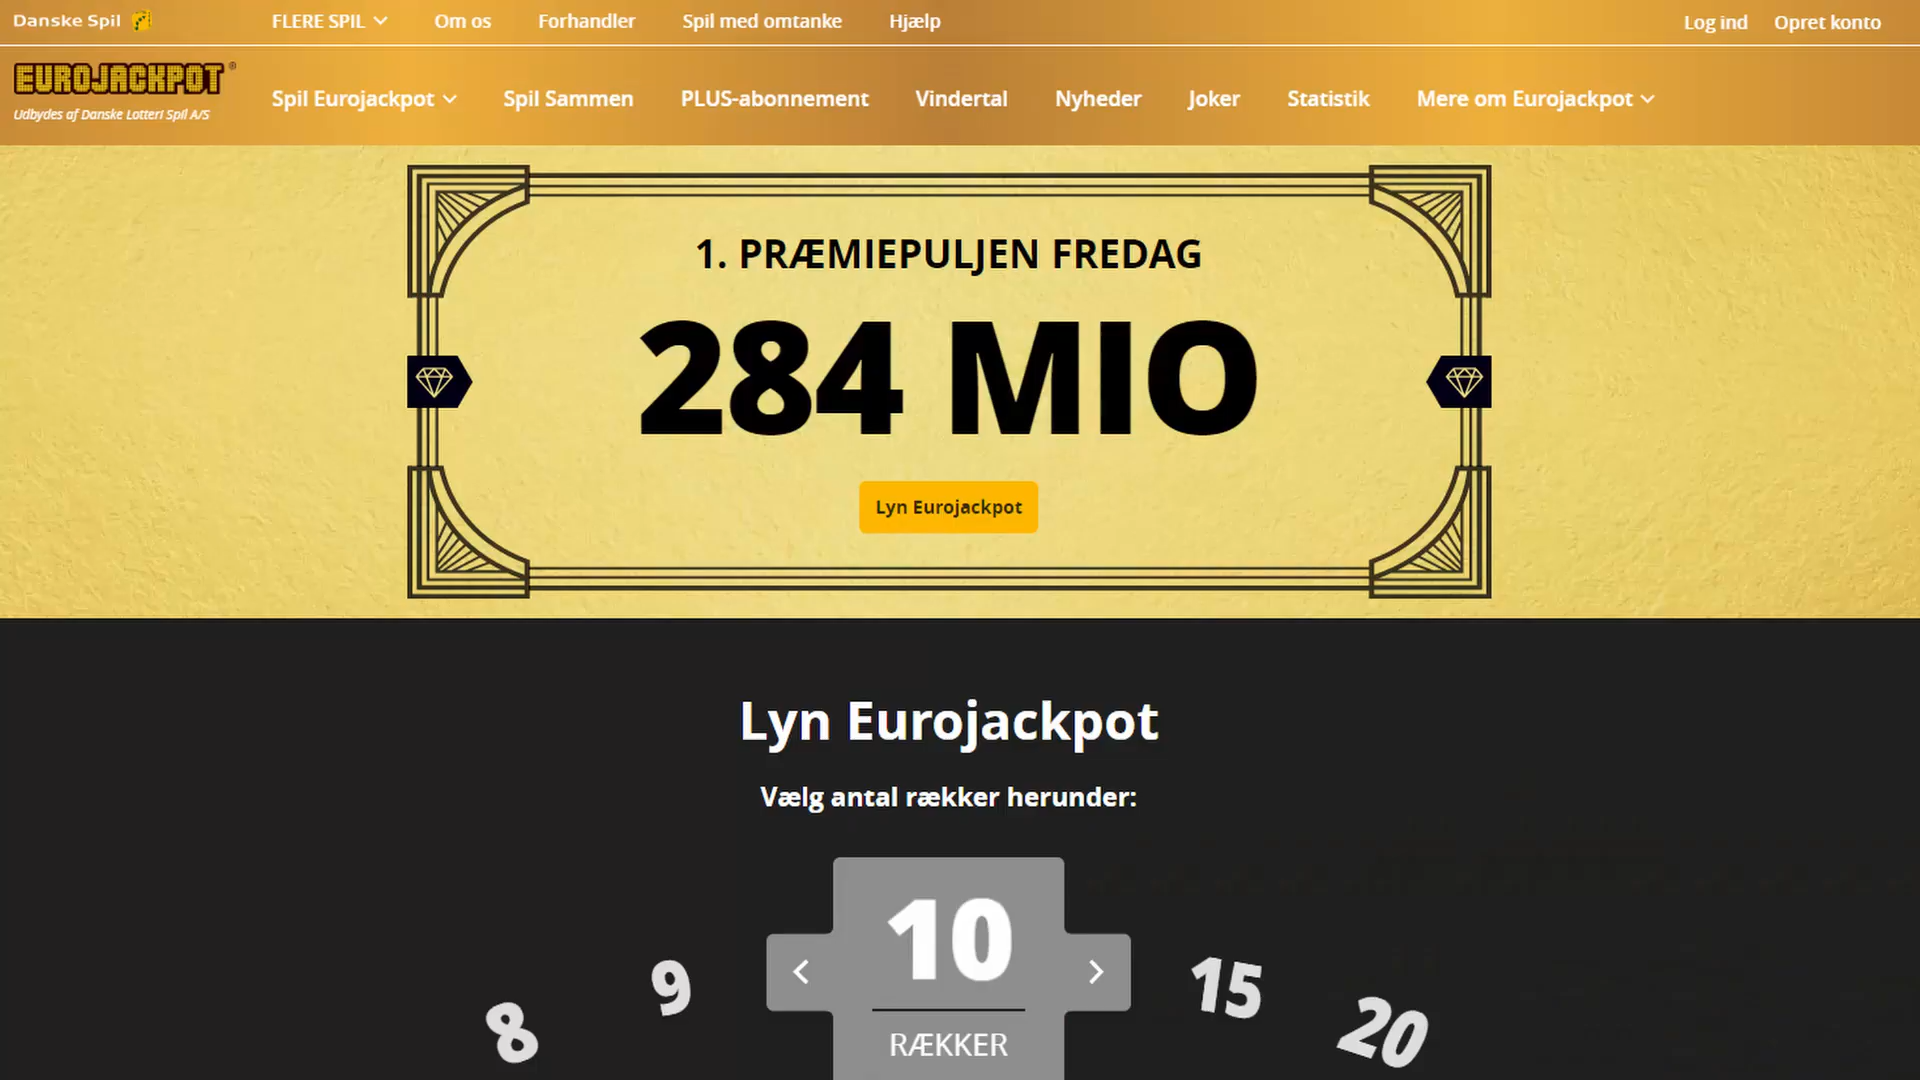 Danske Spil
FLERE SPIL Om os Forhandler Spil med omtanke Hjælp
Log ind Opret konto
EUROJACKPOT®
Udbydes af Danske Lotteri Spil A/S
Spil Eurojackpot Spil Sammen PLUS-abonnement Vindertal Nyheder Joker Statistik Mere om Eurojackpot
1. PRÆMIEPULJEN FREDAG
284 MIO
Lyn Eurojackpot
Lyn Eurojackpot
Vælg antal rækker herunder:
8 9 10 15 20
RÆKKER